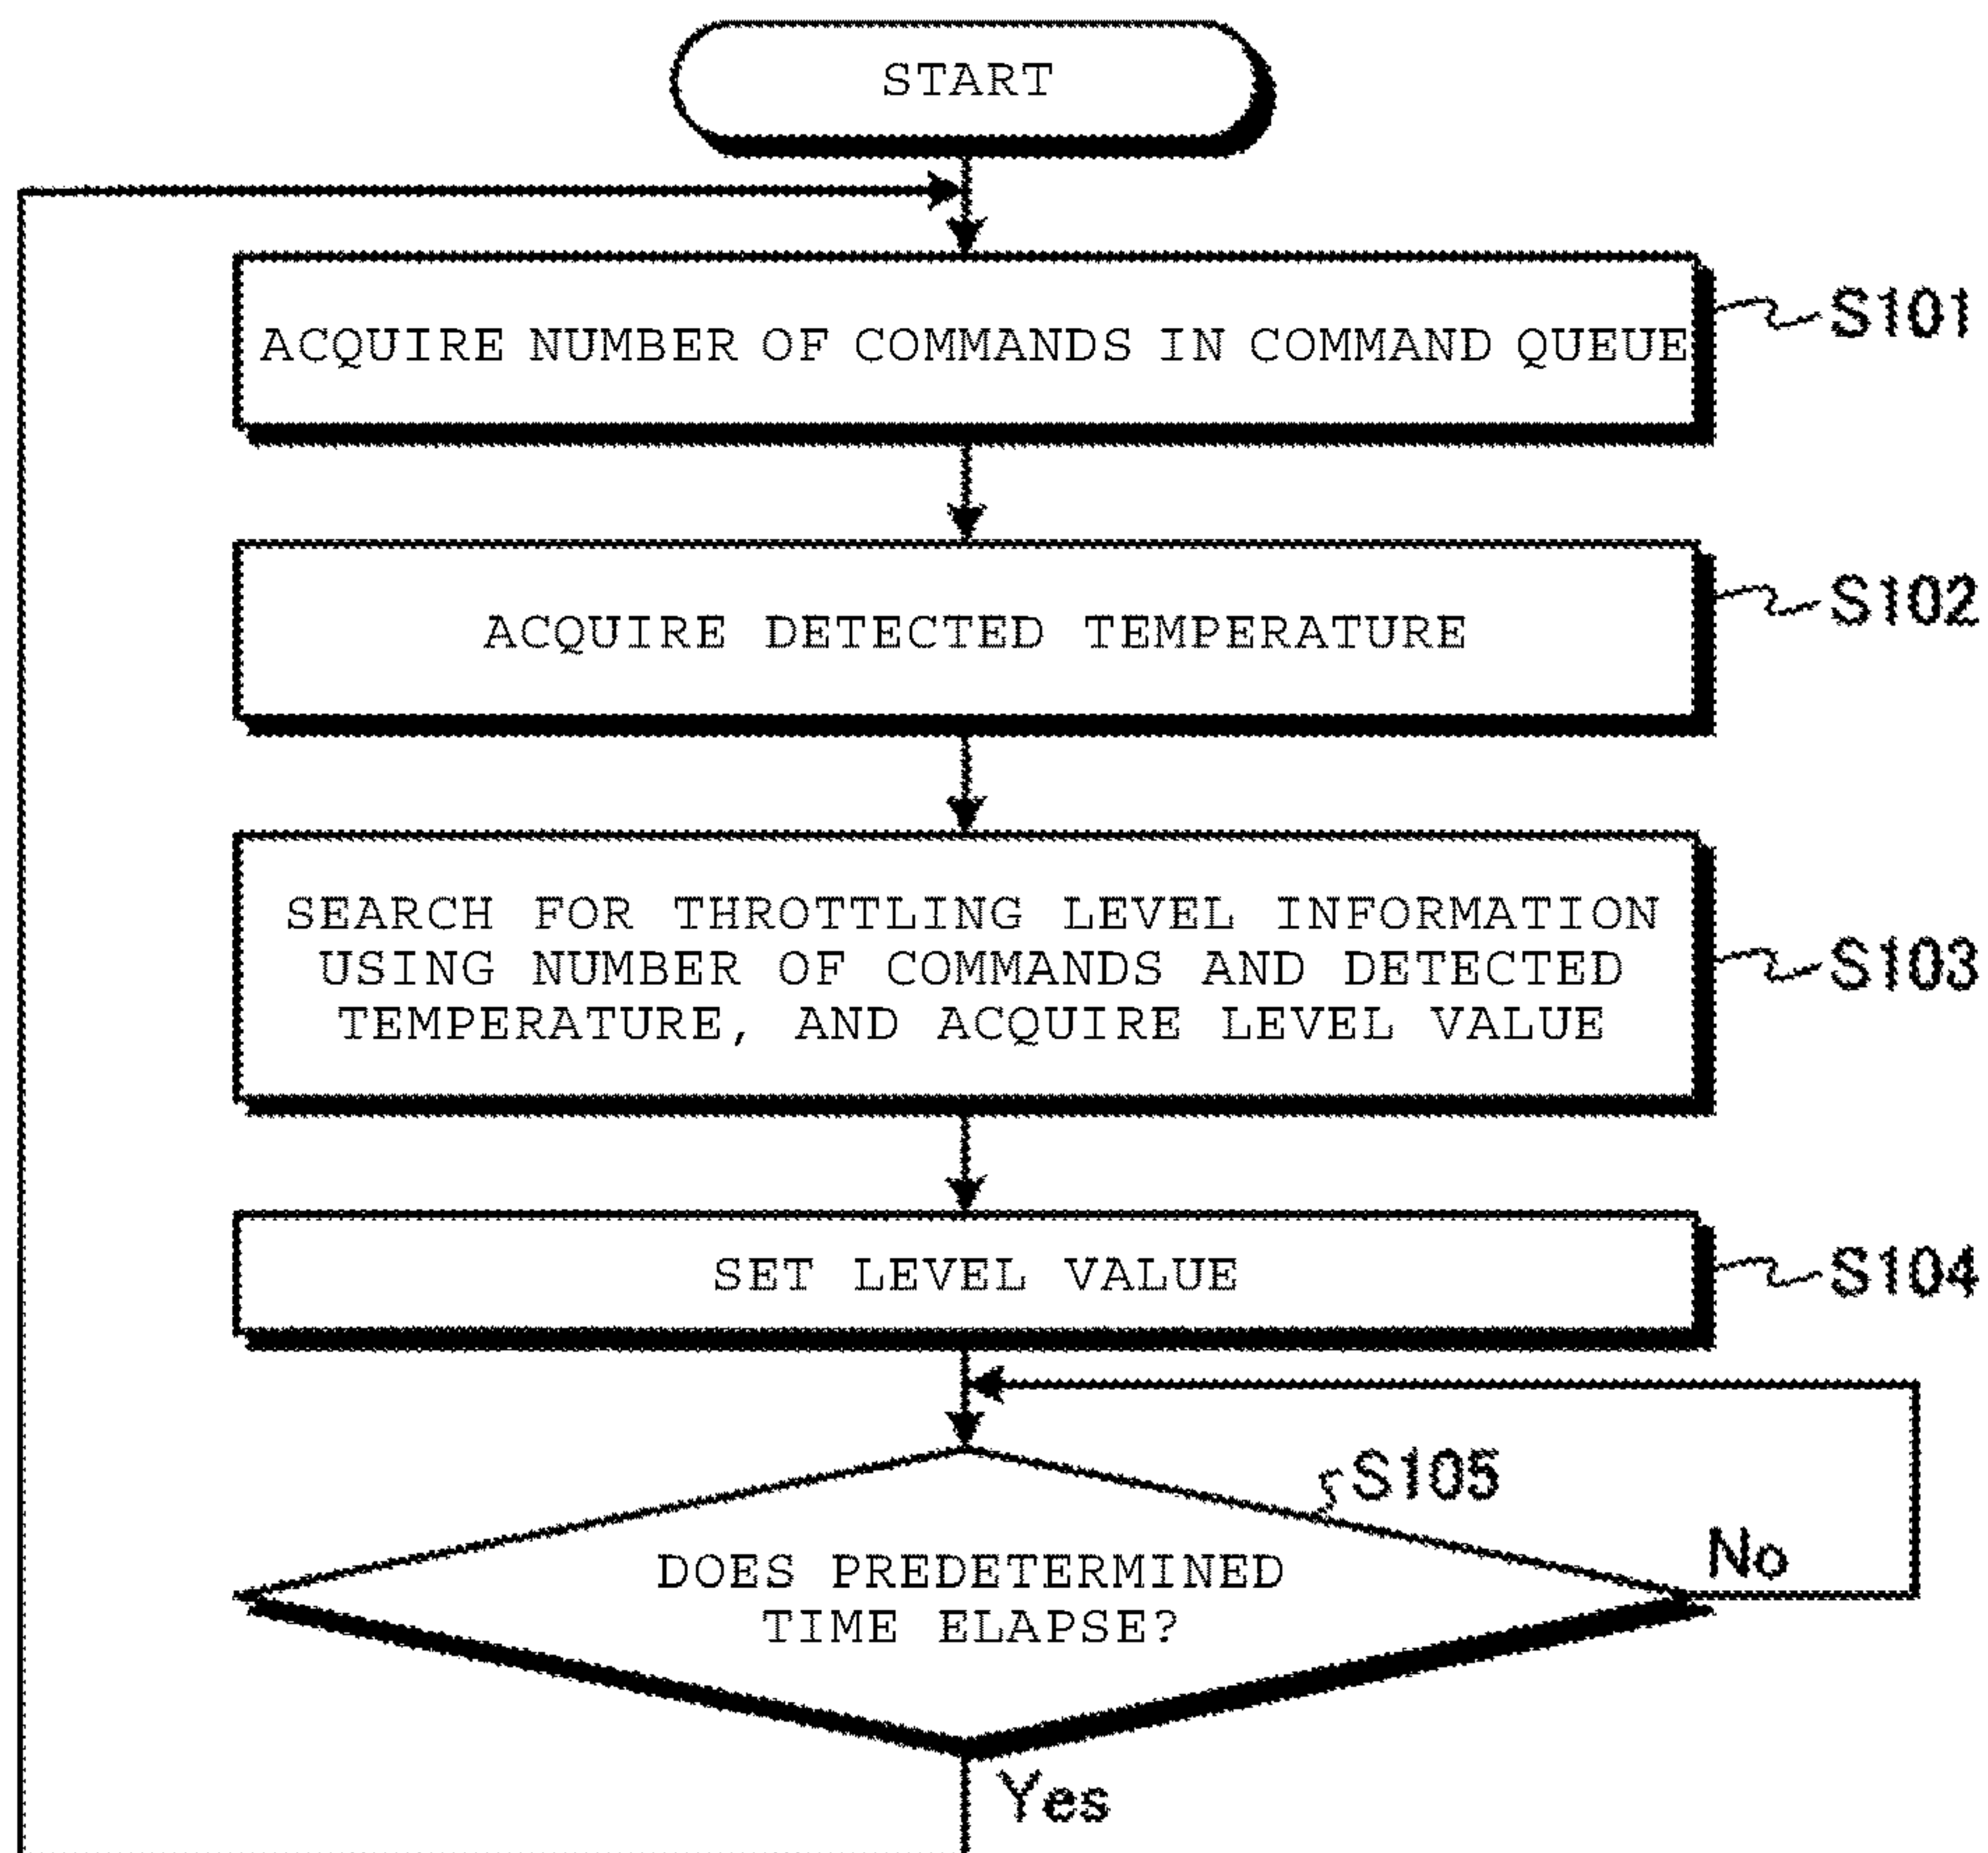 START
ACQUIRE NUMBER OF COMMANDS IN COMMAND QUEUE
S101
ACQUIRE DETECTED TEMPERATURE
S102
SEARCH FOR THROTTLING LEVEL INFORMATION
USING NUMBER OF COMMANDS AND DETECTED
TEMPERATURE, AND ACQUIRE LEVEL VALUE
S103
SET LEVEL VALUE
S104
S105
DOES PREDETERMINED
TIME ELAPSE?
No
Yes